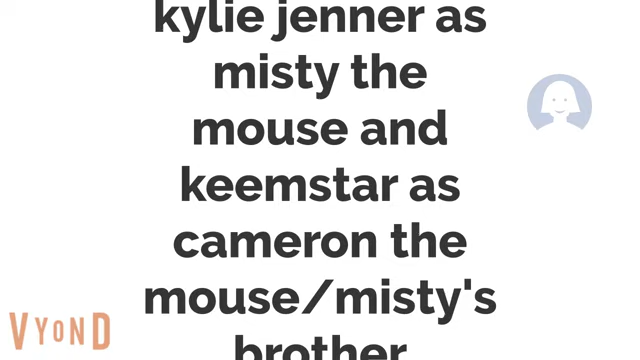 kylie jenner as
misty the
mouse and
keemstar as
cameron the
mouse/misty's
brother
VYOND